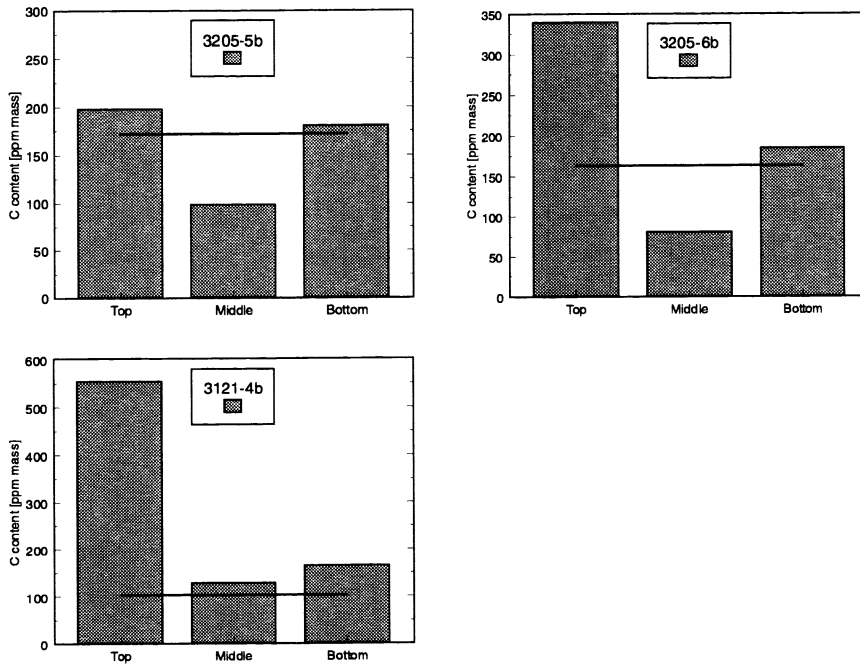 300
250
200
150
100
50
0
C content [ppm mass]
3205-5b
Top
Middle
Bottom
350
300
250
200
150
100
50
0
C content [ppm mass]
3205-6b
Top
Middle
Bottom
600
500
400
300
200
100
0
C content [ppm mass]
3121-4b
Top
Middle
Bottom